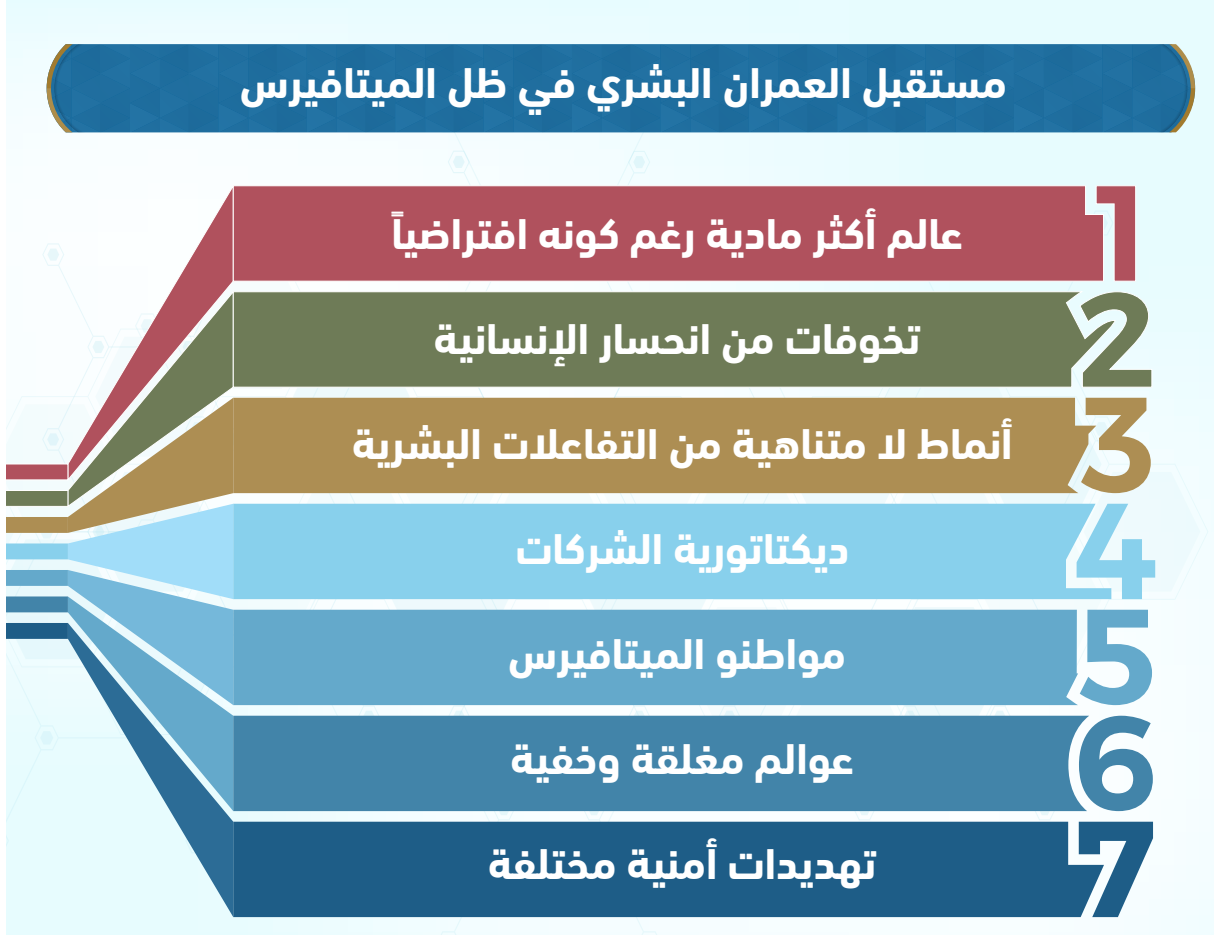 مستقبل العمران البشري في ظل الميتافيرس
1 عالم أكثر مادية رغم كونه افتراضياً
2 تخوفات من انحسار الإنسانية
3 أنماط لا متناهية من التفاعلات البشرية
4 ديكتاتورية الشركات
5 مواطنو الميتافيرس
6 عوالم مغلقة وخفية
7 تهديدات أمنية مختلفة